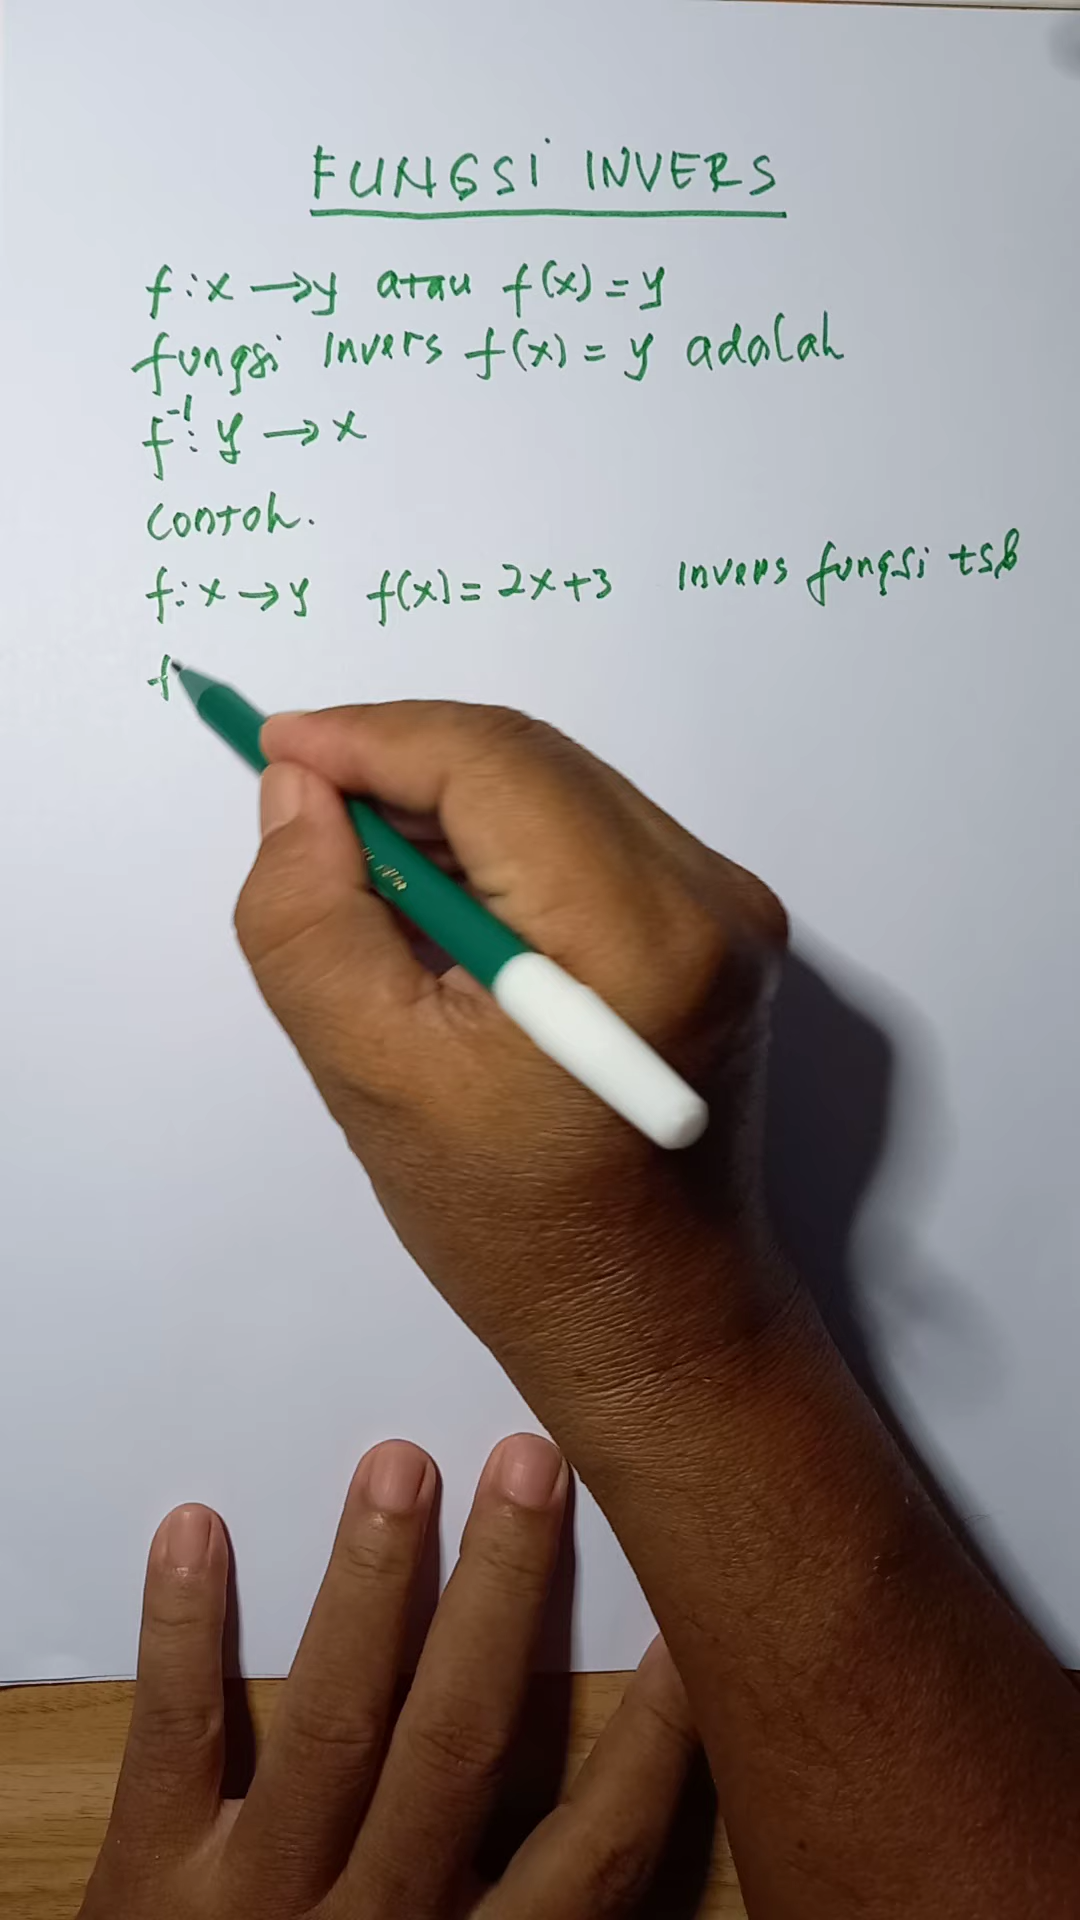 FUNGSI INVERS
f : x → y atau f(x) = y
fungsi invers f(x) = y adalah
f⁻¹ : y → x
contoh.
f : x → y f(x) = 2x+3 invers fungsi tsb
f